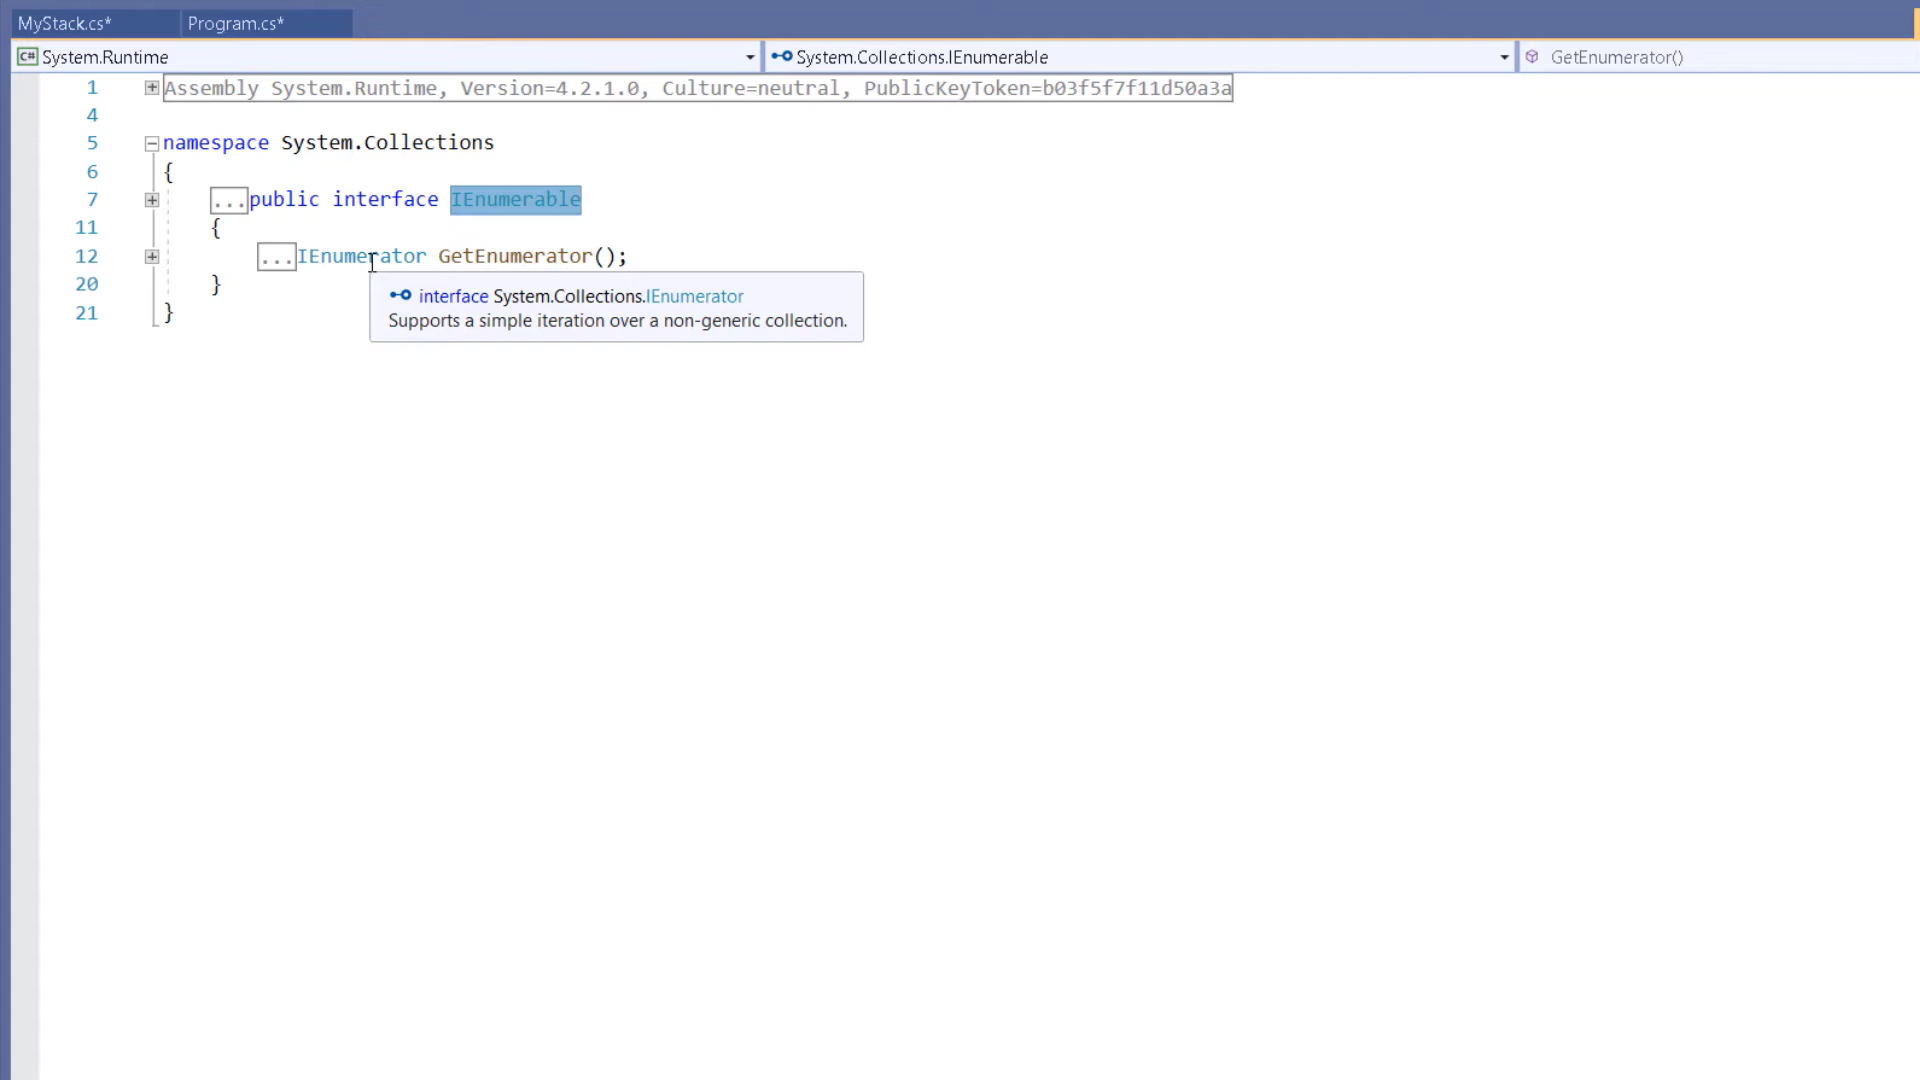 MyStack.cs* Program.cs*
C# System.Runtime System.Collections.IEnumerable GetEnumerator()
1 Assembly System.Runtime, Version=4.2.1.0, Culture=neutral, PublicKeyToken=b03f5f7f11d50a3a
4
5 namespace System.Collections
6 {
7 ...public interface IEnumerable
11 {
12 ...IEnumerator GetEnumerator();
20 }
interface System.Collections.IEnumerator
21 }
Supports a simple iteration over a non-generic collection.